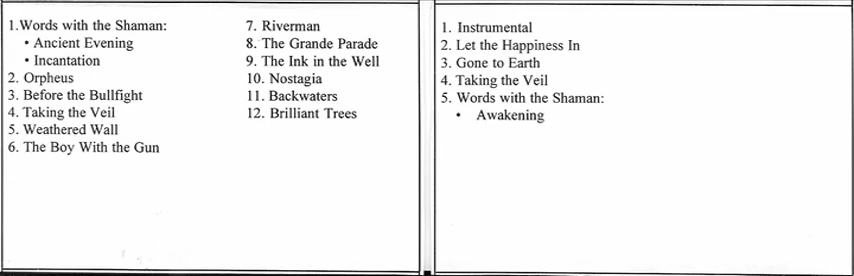 1.Words with the Shaman:
• Ancient Evening
• Incantation
2. Orpheus
3. Before the Bullfight
4. Taking the Veil
5. Weathered Wall
6. The Boy With the Gun
7. Riverman
8. The Grande Parade
9. The Ink in the Well
10. Nostagia
11. Backwaters
12. Brilliant Trees
1. Instrumental
2. Let the Happiness In
3. Gone to Earth
4. Taking the Veil
5. Words with the Shaman:
• Awakening